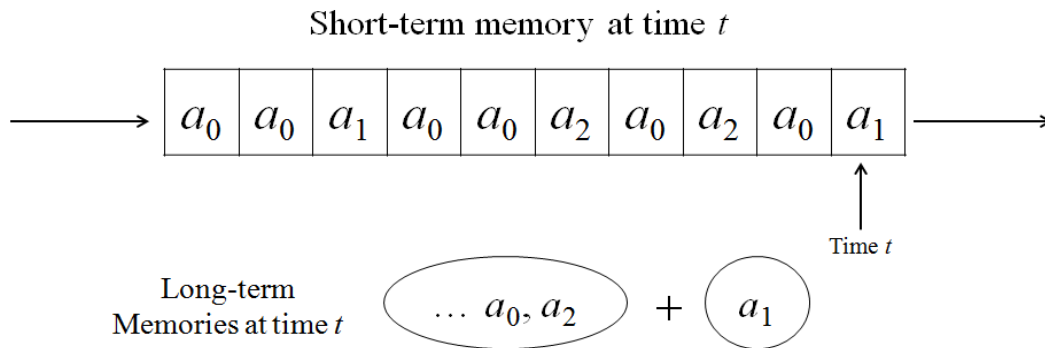 Short-term memory at time t
a₀ a₀ a₁ a₀ a₀ a₂ a₀ a₂ a₀ a₁
Time t
Long-term
Memories at time t
… a₀, a₂ + a₁